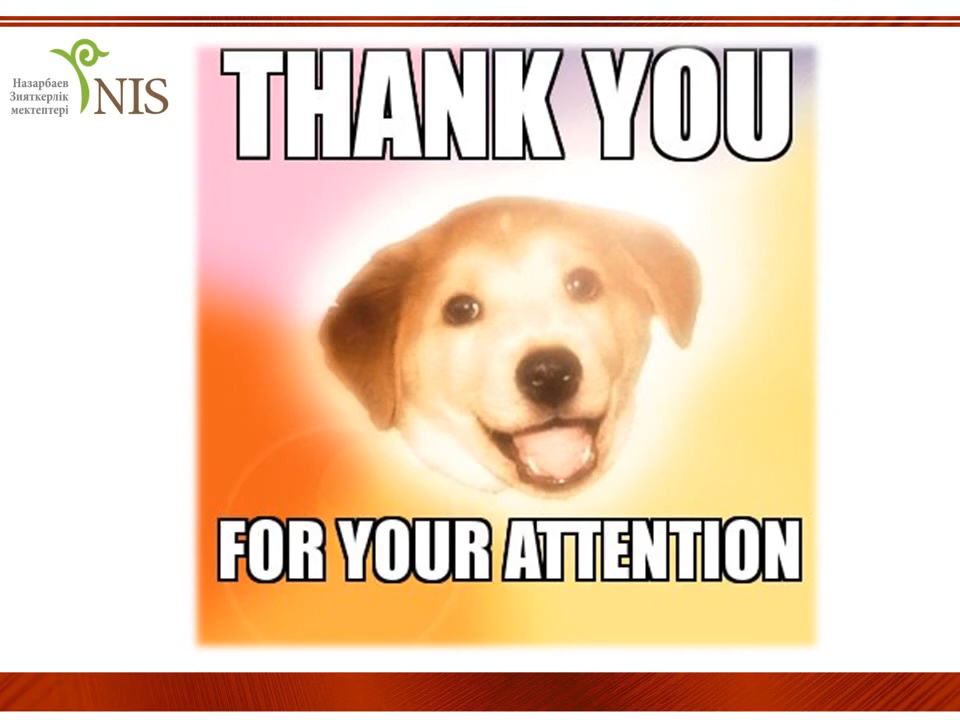 Назарбаев
Зияткерлік
мектептері
NIS
THANK YOU
FOR YOUR ATTENTION